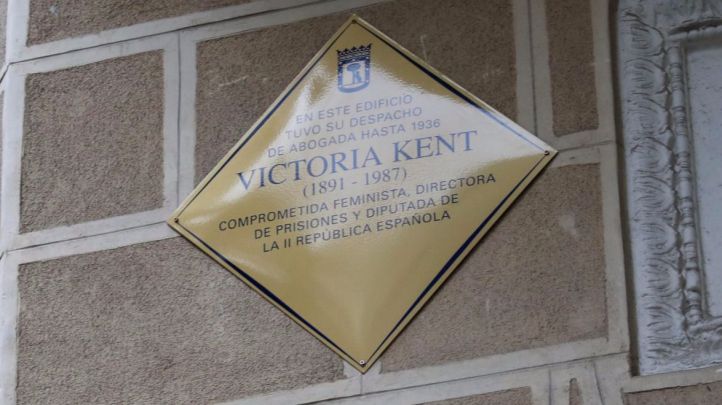 EN ESTE EDIFICIO
TUVO SU DESPACHO
DE ABOGADA HASTA 1936
VICTORIA KENT
(1891 - 1987)
COMPROMETIDA FEMINISTA, DIRECTORA
DE PRISIONES Y DIPUTADA DE
LA II REPÚBLICA ESPAÑOLA